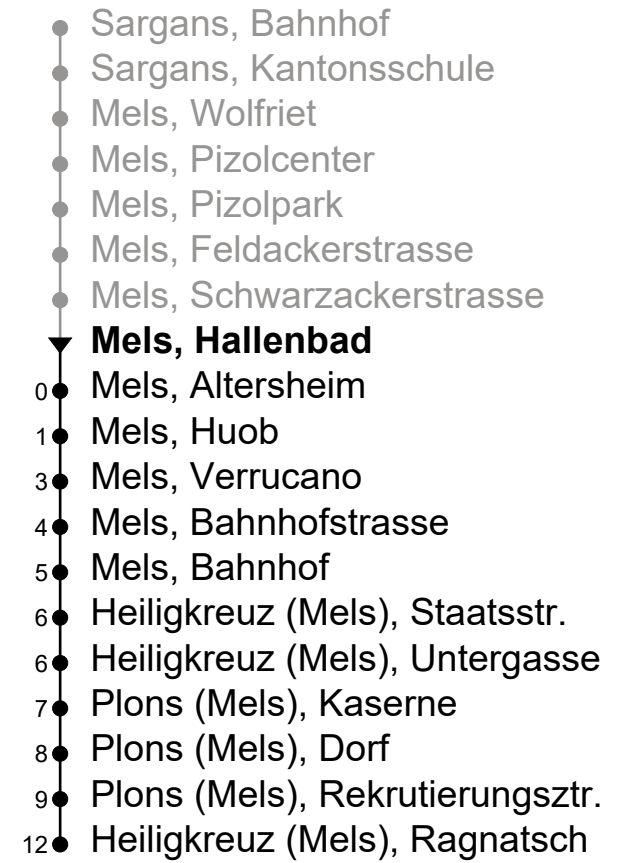 Sargans, Bahnhof
Sargans, Kantonsschule
Mels, Wolfriet
Mels, Pizolcenter
Mels, Pizolpark
Mels, Feldackerstrasse
Mels, Schwarzackerstrasse
Mels, Hallenbad
0 Mels, Altersheim
1 Mels, Huob
3 Mels, Verrucano
4 Mels, Bahnhofstrasse
5 Mels, Bahnhof
6 Heiligkreuz (Mels), Staatsstr.
6 Heiligkreuz (Mels), Untergasse
7 Plons (Mels), Kaserne
8 Plons (Mels), Dorf
9 Plons (Mels), Rekrutierungsztr.
12 Heiligkreuz (Mels), Ragnatsch